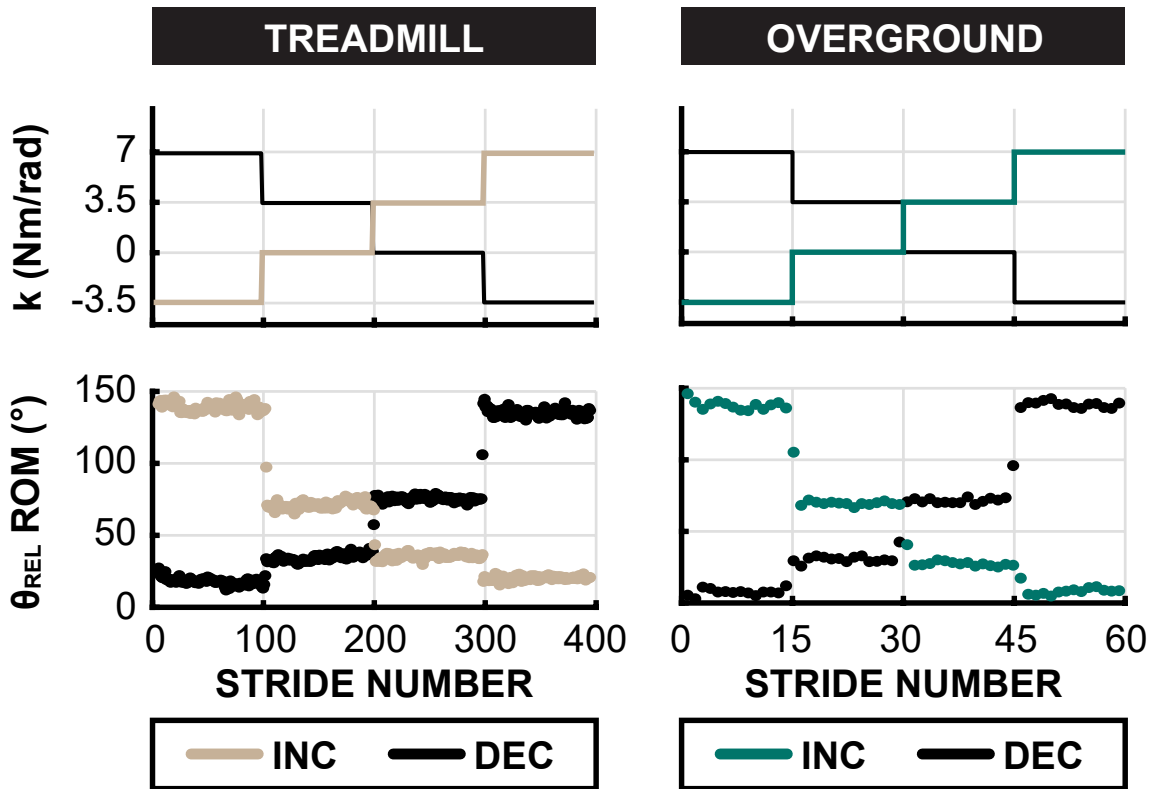 TREADMILL
OVERGROUND
k (Nm/rad)
7
3.5
0
-3.5
θREL ROM (°)
150
100
50
0
0 100 200 300 400
0 15 30 45 60
STRIDE NUMBER
STRIDE NUMBER
INC DEC
INC DEC